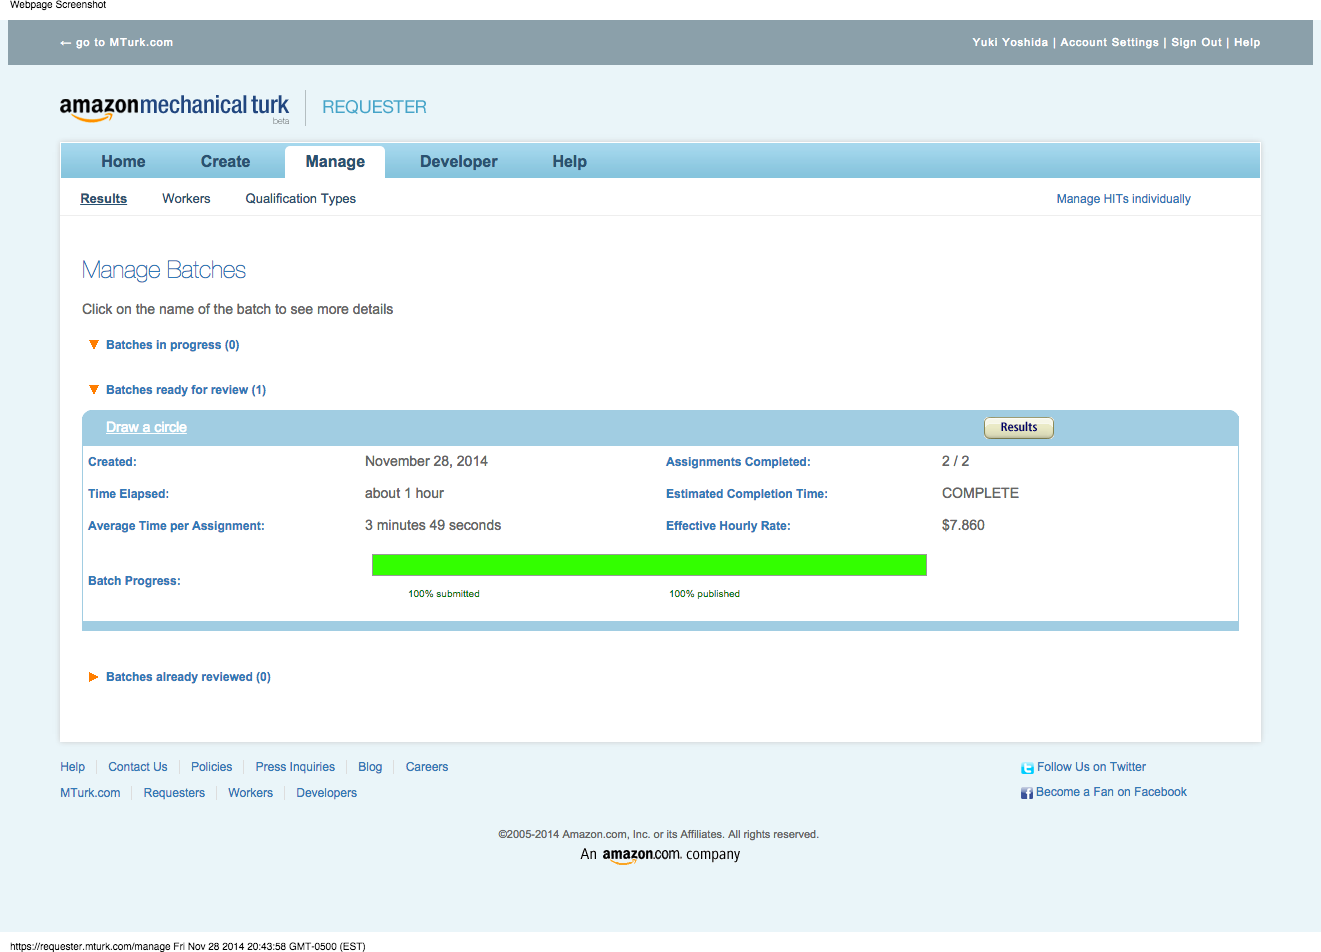 Webpage Screenshot
← go to MTurk.com
Yuki Yoshida | Account Settings | Sign Out | Help
amazonmechanical turk
beta
REQUESTER
Home Create Manage Developer Help
Results Workers Qualification Types Manage HITs individually
Manage Batches
Click on the name of the batch to see more details
Batches in progress (0)
Batches ready for review (1)
Draw a circle Results
Created: November 28, 2014 Assignments Completed: 2 / 2
Time Elapsed: about 1 hour Estimated Completion Time: COMPLETE
Average Time per Assignment: 3 minutes 49 seconds Effective Hourly Rate: $7.860
Batch Progress:
100% submitted 100% published
Batches already reviewed (0)
Help Contact Us Policies Press Inquiries Blog Careers
Follow Us on Twitter
MTurk.com Requesters Workers Developers
Become a Fan on Facebook
©2005-2014 Amazon.com, Inc. or its Affiliates. All rights reserved.
An amazon.com. company
https://requester.mturk.com/manage Fri Nov 28 2014 20:43:58 GMT-0500 (EST)